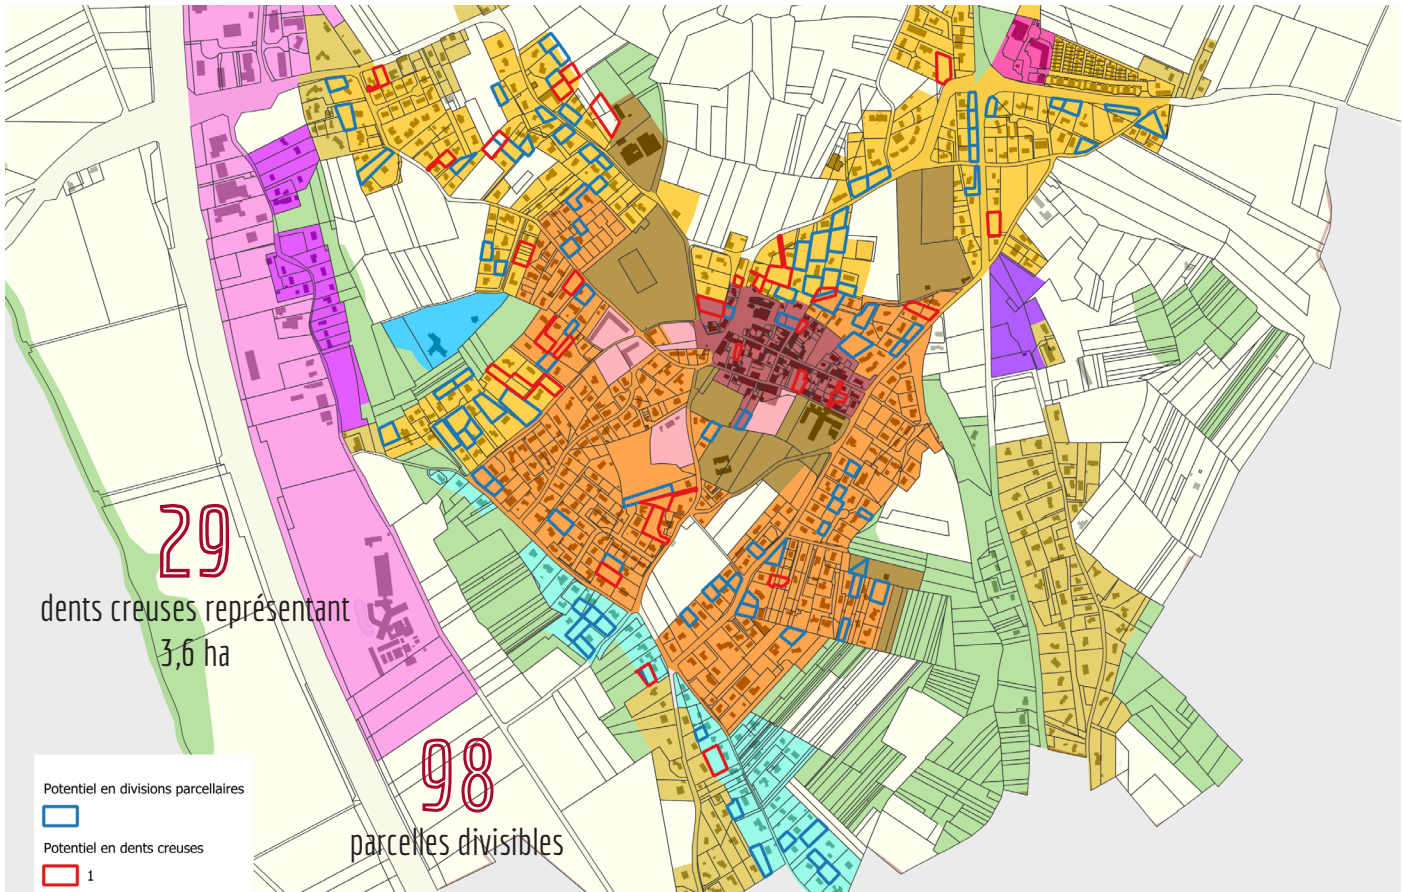 29
dents creuses représentant
3,6 ha
98
parcelles divisibles
Potentiel en divisions parcellaires
Potentiel en dents creuses
1